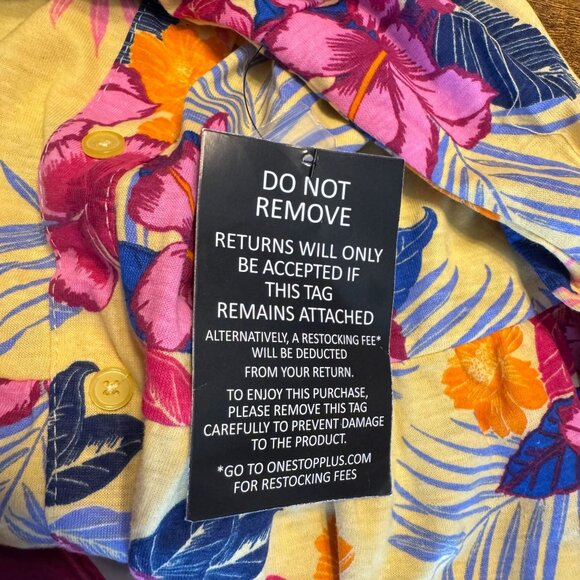 DO NOT
REMOVE
RETURNS WILL ONLY
BE ACCEPTED IF
THIS TAG
REMAINS ATTACHED
ALTERNATIVELY, A RESTOCKING FEE*
WILL BE DEDUCTED
FROM YOUR RETURN.
TO ENJOY THIS PURCHASE,
PLEASE REMOVE THIS TAG
CAREFULLY TO PREVENT DAMAGE
TO THE PRODUCT.
*GO TO ONESTOPPLUS.COM
FOR RESTOCKING FEES